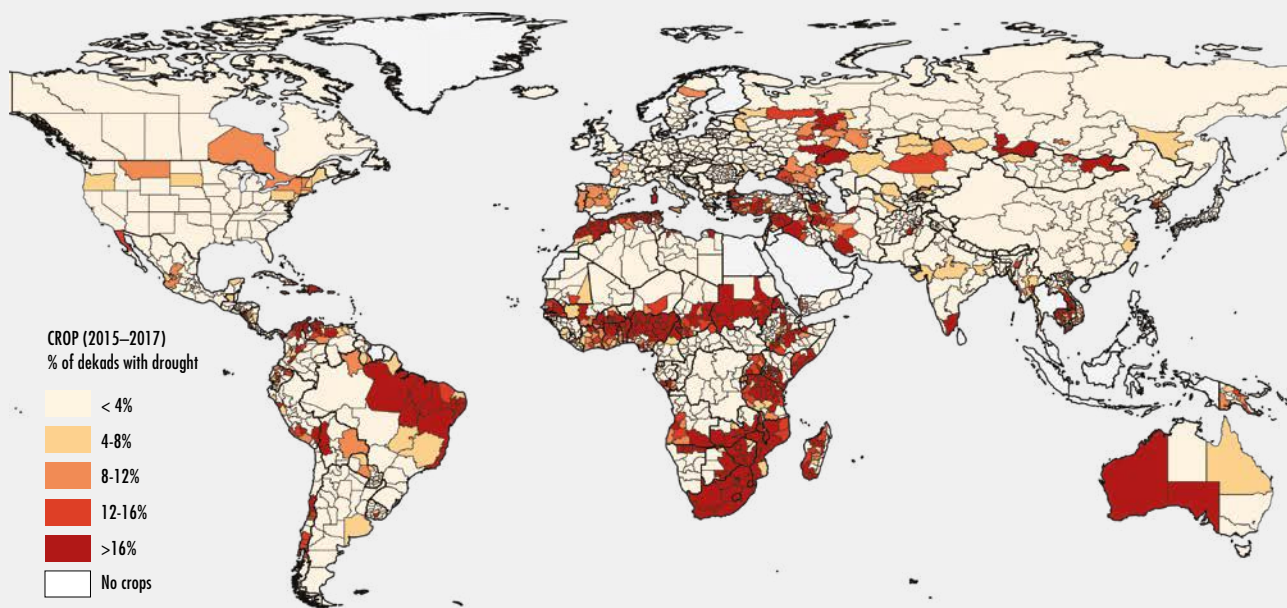 CROP (2015–2017)
% of dekads with drought
< 4%
4-8%
8-12%
12-16%
>16%
No crops